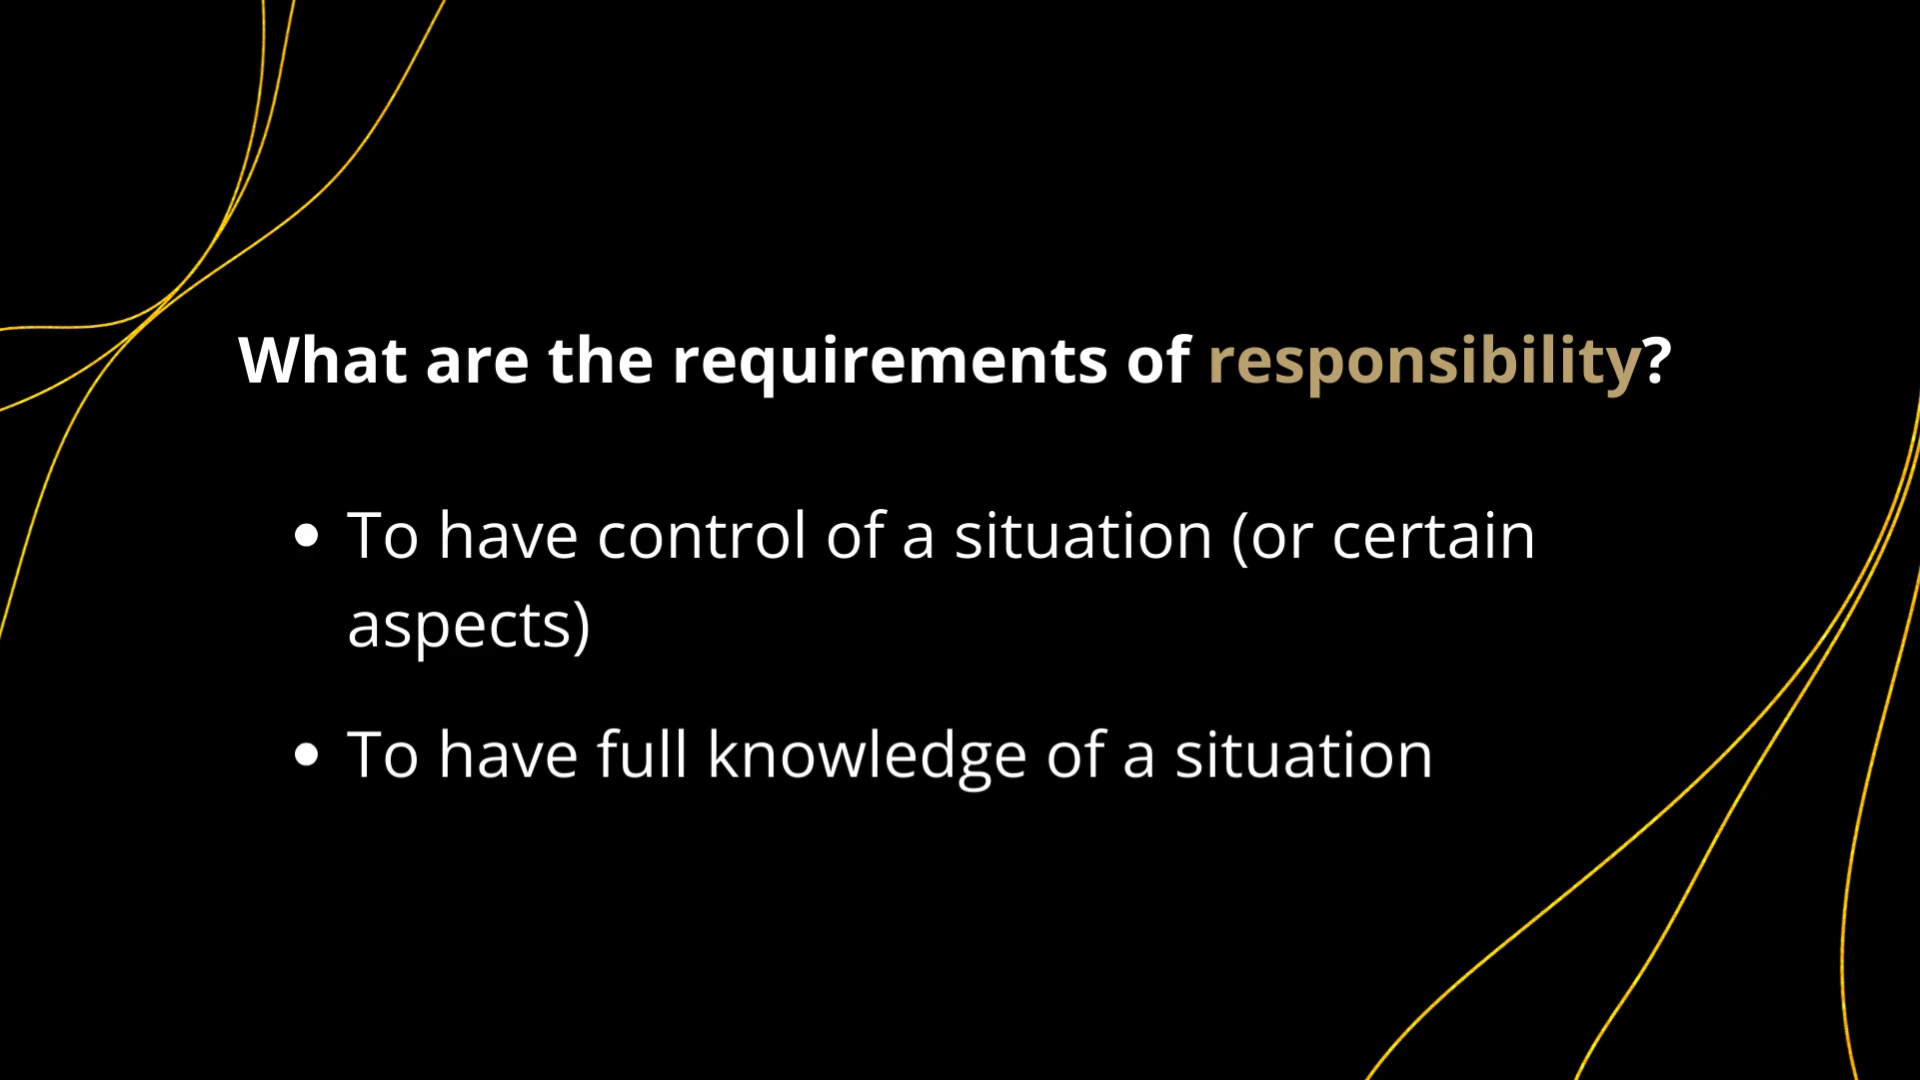 What are the requirements of responsibility?
• To have control of a situation (or certain
aspects)
• To have full knowledge of a situation